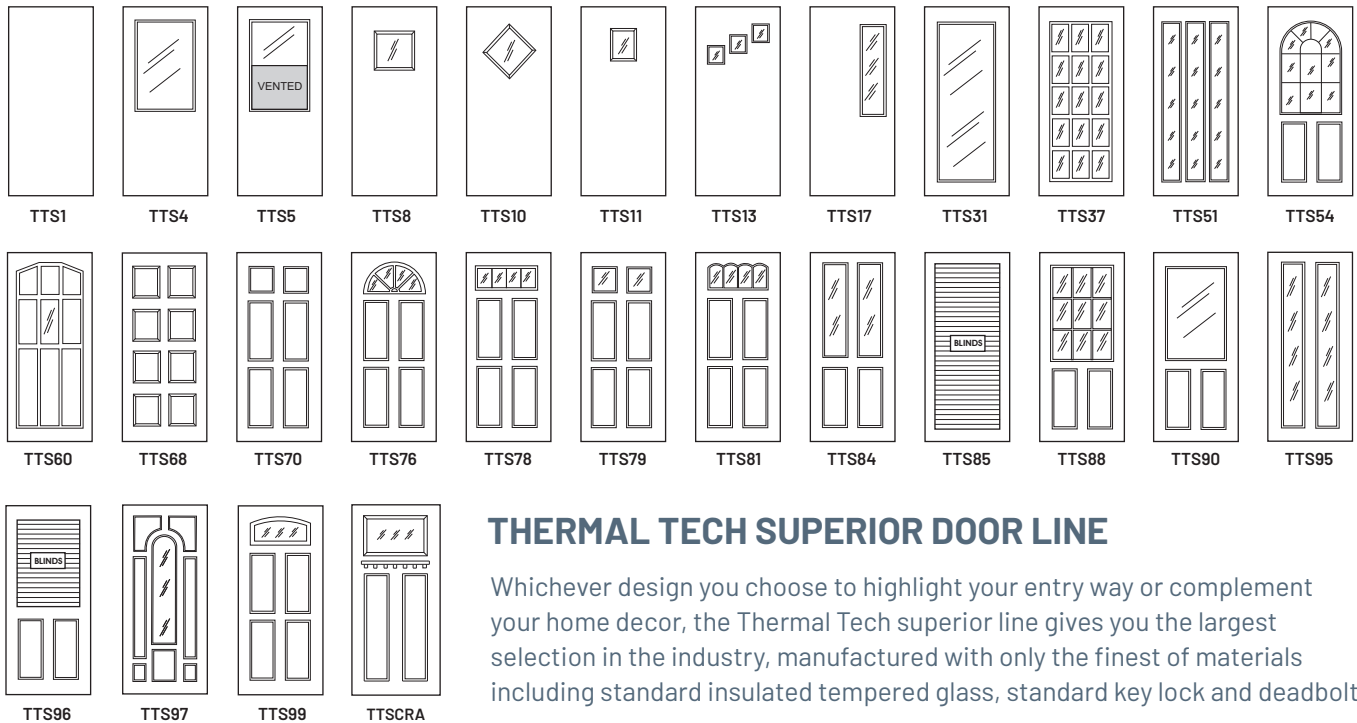 VENTED
TTS1 TTS4 TTS5 TTS8 TTS10 TTS11 TTS13 TTS17 TTS31 TTS37 TTS51 TTS54
BLINDS
TTS60 TTS68 TTS70 TTS76 TTS78 TTS79 TTS81 TTS84 TTS85 TTS88 TTS90 TTS95
BLINDS
TTS96 TTS97 TTS99 TTSCRA
THERMAL TECH SUPERIOR DOOR LINE
Whichever design you choose to highlight your entry way or complement
your home decor, the Thermal Tech superior line gives you the largest
selection in the industry, manufactured with only the finest of materials
including standard insulated tempered glass, standard key lock and deadbolt